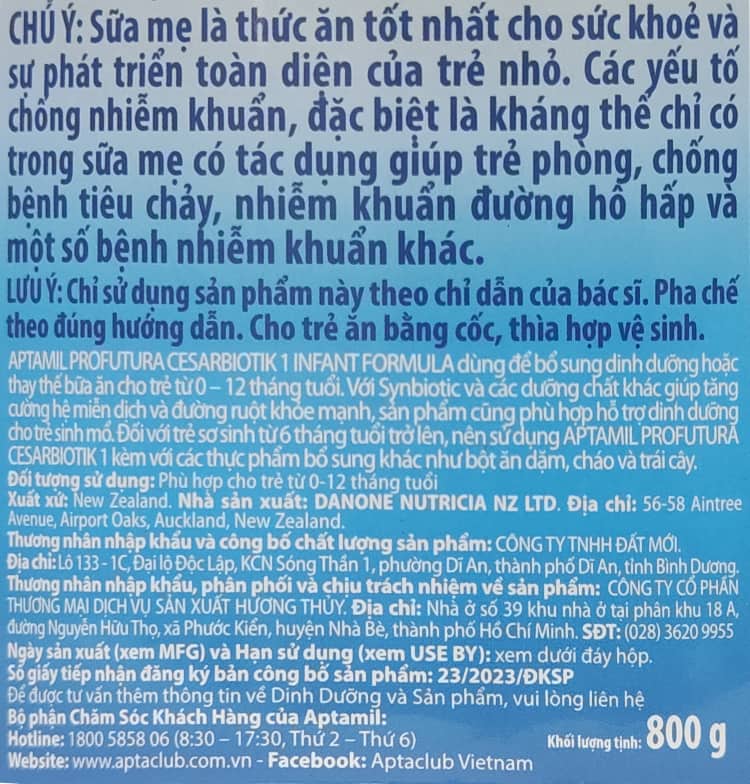 CHÚ Ý: Sữa mẹ là thức ăn tốt nhất cho sức khoẻ và
sự phát triển toàn diện của trẻ nhỏ. Các yếu tố
chống nhiễm khuẩn, đặc biệt là kháng thể chỉ có
trong sữa mẹ có tác dụng giúp trẻ phòng, chống
bệnh tiêu chảy, nhiễm khuẩn đường hô hấp và
một số bệnh nhiễm khuẩn khác.
LƯU Ý: Chỉ sử dụng sản phẩm này theo chỉ dẫn của bác sĩ. Pha chế
theo đúng hướng dẫn. Cho trẻ ăn bằng cốc, thìa hợp vệ sinh.
APTAMIL PROFUTURA CESARBIOTIK 1 INFANT FORMULA dùng để bổ sung dinh dưỡng hoặc
thay thế bữa ăn cho trẻ từ 0 – 12 tháng tuổi. Với Synbiotic và các dưỡng chất khác giúp tăng
cường hệ miễn dịch và đường ruột khỏe mạnh, sản phẩm cũng phù hợp hỗ trợ dinh dưỡng
cho trẻ sinh mổ. Đối với trẻ sơ sinh từ 6 tháng tuổi trở lên, nên sử dụng APTAMIL PROFUTURA
CESARBIOTIK 1 kèm với các thực phẩm bổ sung khác như bột ăn dặm, cháo và trái cây.
Đối tượng sử dụng: Phù hợp cho trẻ từ 0-12 tháng tuổi
Xuất xứ: New Zealand. Nhà sản xuất: DANONE NUTRICIA NZ LTD. Địa chỉ: 56-58 Aintree
Avenue, Airport Oaks, Auckland, New Zealand.
Thương nhân nhập khẩu và công bố chất lượng sản phẩm: CÔNG TY TNHH ĐẤT MỚI.
Địa chỉ: Lô 133 - 1C, Đại lộ Độc Lập, KCN Sóng Thần 1, phường Dĩ An, thành phố Dĩ An, tỉnh Bình Dương.
Thương nhân nhập khẩu, phân phối và chịu trách nhiệm về sản phẩm: CÔNG TY CỔ PHẦN
THƯƠNG MẠI DỊCH VỤ SẢN XUẤT HƯƠNG THỦY. Địa chỉ: Nhà ở số 39 khu nhà ở tại phân khu 18 A,
đường Nguyễn Hữu Thọ, xã Phước Kiển, huyện Nhà Bè, thành phố Hồ Chí Minh. SĐT: (028) 3620 9955
Ngày sản xuất (xem MFG) và Hạn sử dụng (xem USE BY): xem dưới đáy hộp.
Số giấy tiếp nhận đăng ký bản công bố sản phẩm: 23/2023/ĐKSP
Để được tư vấn thêm thông tin về Dinh Dưỡng và Sản phẩm, vui lòng liên hệ
Bộ phận Chăm Sóc Khách Hàng của Aptamil:
Hotline: 1800 5858 06 (8:30 – 17:30, Thứ 2 – Thứ 6)
Khối lượng tịnh: 800 g
Website: www.aptaclub.com.vn - Facebook: Aptaclub Vietnam